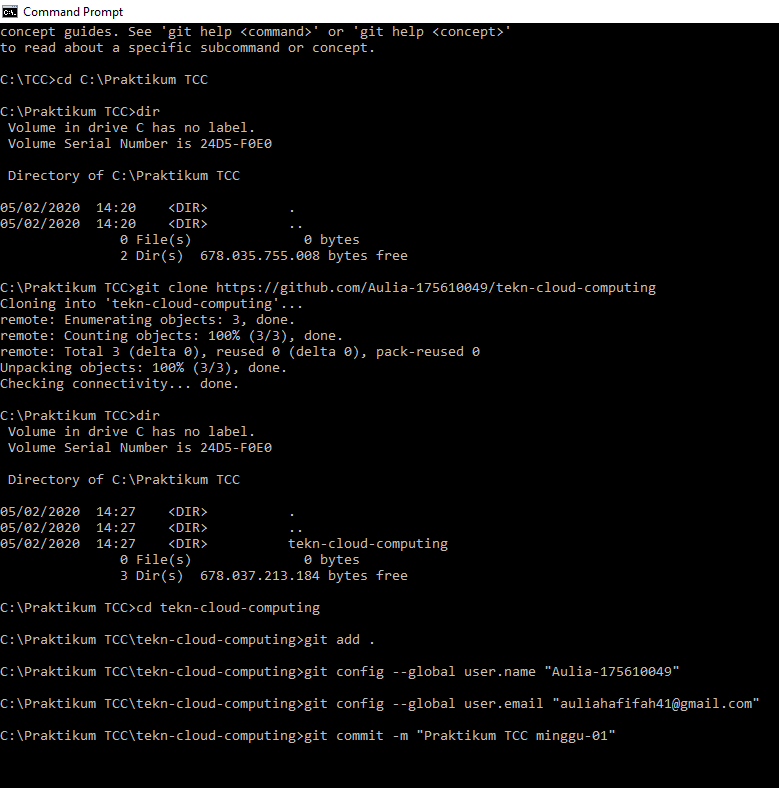 Command Prompt
concept guides. See 'git help <command>' or 'git help <concept>'
to read about a specific subcommand or concept.
C:\TCC>cd C:\Praktikum TCC
C:\Praktikum TCC>dir
Volume in drive C has no label.
Volume Serial Number is 24D5-F0E0
Directory of C:\Praktikum TCC
05/02/2020  14:20    <DIR>          .
05/02/2020  14:20    <DIR>          ..
0 File(s)              0 bytes
2 Dir(s)  678.035.755.008 bytes free
C:\Praktikum TCC>git clone https://github.com/Aulia-175610049/tekn-cloud-computing
Cloning into 'tekn-cloud-computing'...
remote: Enumerating objects: 3, done.
remote: Counting objects: 100% (3/3), done.
remote: Total 3 (delta 0), reused 0 (delta 0), pack-reused 0
Unpacking objects: 100% (3/3), done.
Checking connectivity... done.
C:\Praktikum TCC>dir
Volume in drive C has no label.
Volume Serial Number is 24D5-F0E0
Directory of C:\Praktikum TCC
05/02/2020  14:27    <DIR>          .
05/02/2020  14:27    <DIR>          ..
05/02/2020  14:27    <DIR>          tekn-cloud-computing
0 File(s)              0 bytes
3 Dir(s)  678.037.213.184 bytes free
C:\Praktikum TCC>cd tekn-cloud-computing
C:\Praktikum TCC\tekn-cloud-computing>git add .
C:\Praktikum TCC\tekn-cloud-computing>git config --global user.name "Aulia-175610049"
C:\Praktikum TCC\tekn-cloud-computing>git config --global user.email "auliahafifah41@gmail.com"
C:\Praktikum TCC\tekn-cloud-computing>git commit -m "Praktikum TCC minggu-01"